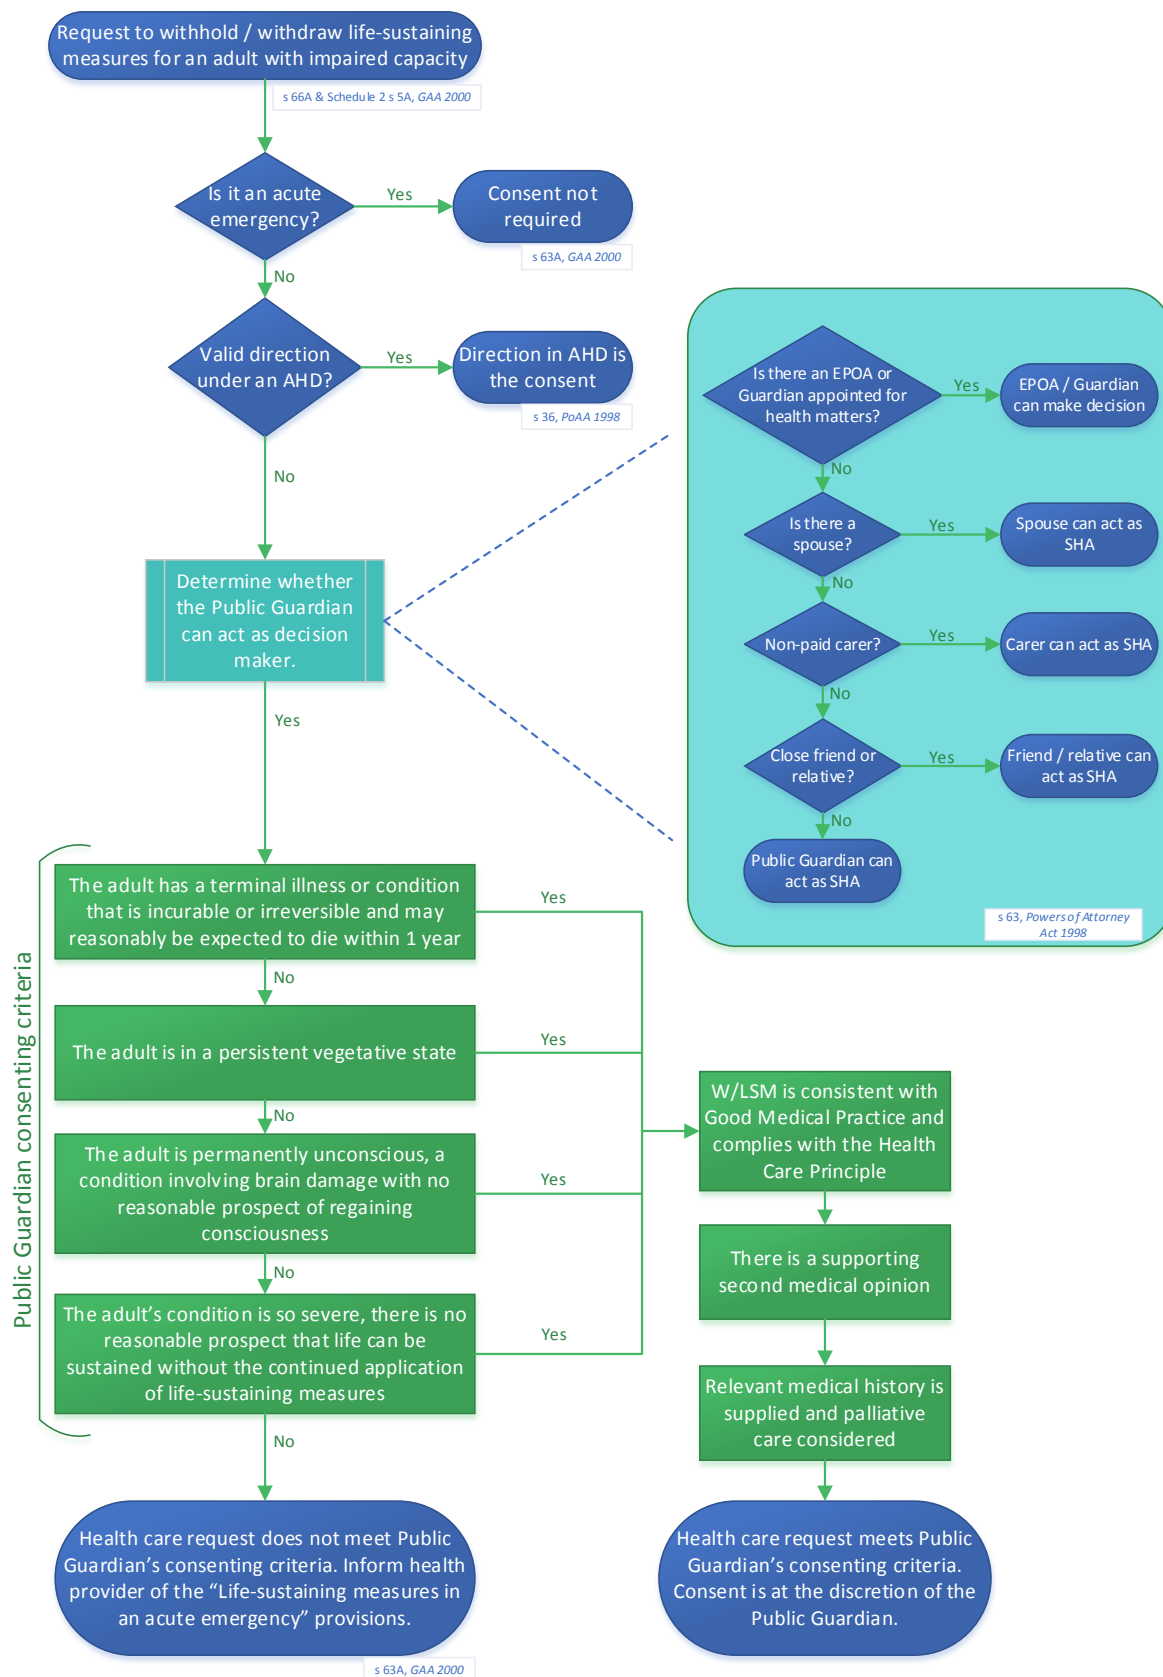 Request to withhold / withdraw life-sustaining
measures for an adult with impaired capacity
s 66A & Schedule 2 s 5A, GAA 2000
Is it an acute
emergency?
Yes
Consent not
required
s 63A, GAA 2000
No
Valid direction
under an AHD?
Yes
Direction in AHD is
the consent
s 36, PoAA 1998
No
Determine whether
the Public Guardian
can act as decision
maker.
Yes
Is there an EPOA or
Guardian appointed for
health matters?
Yes
EPOA / Guardian
can make decision
No
Is there a
spouse?
Yes
Spouse can act as
SHA
No
Non-paid carer?
Yes
Carer can act as SHA
No
Close friend or
relative?
Yes
Friend / relative can
act as SHA
No
Public Guardian can
act as SHA
s 63, Powers of Attorney
Act 1998
Public Guardian consenting criteria
The adult has a terminal illness or condition
that is incurable or irreversible and may
reasonably be expected to die within 1 year
Yes
No
The adult is in a persistent vegetative state
Yes
No
The adult is permanently unconscious, a
condition involving brain damage with no
reasonable prospect of regaining
consciousness
Yes
No
The adult's condition is so severe, there is no
reasonable prospect that life can be
sustained without the continued application
of life-sustaining measures
Yes
No
Health care request does not meet Public
Guardian's consenting criteria. Inform health
provider of the “Life-sustaining measures in
an acute emergency” provisions.
s 63A, GAA 2000
W/LSM is consistent with
Good Medical Practice and
complies with the Health
Care Principle
There is a supporting
second medical opinion
Relevant medical history is
supplied and palliative
care considered
Health care request meets Public
Guardian's consenting criteria.
Consent is at the discretion of the
Public Guardian.